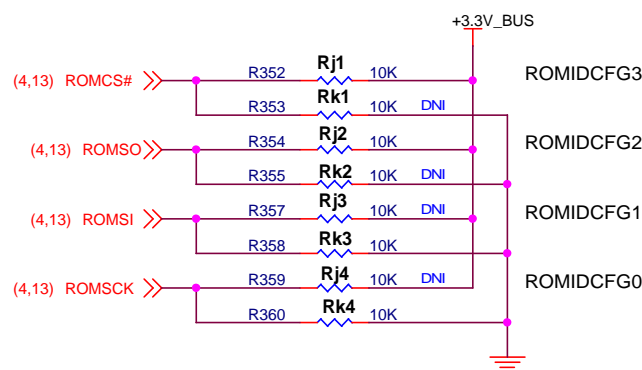 +3.3V_BUS
(4,13) ROMCS# R352 Rj1 10K ROMIDCFG3
R353 Rk1 10K DNI
(4,13) ROMSO R354 Rj2 10K ROMIDCFG2
R355 Rk2 10K DNI
(4,13) ROMSI R357 Rj3 10K DNI ROMIDCFG1
R358 Rk3 10K
(4,13) ROMSCK R359 Rj4 10K DNI ROMIDCFG0
R360 Rk4 10K